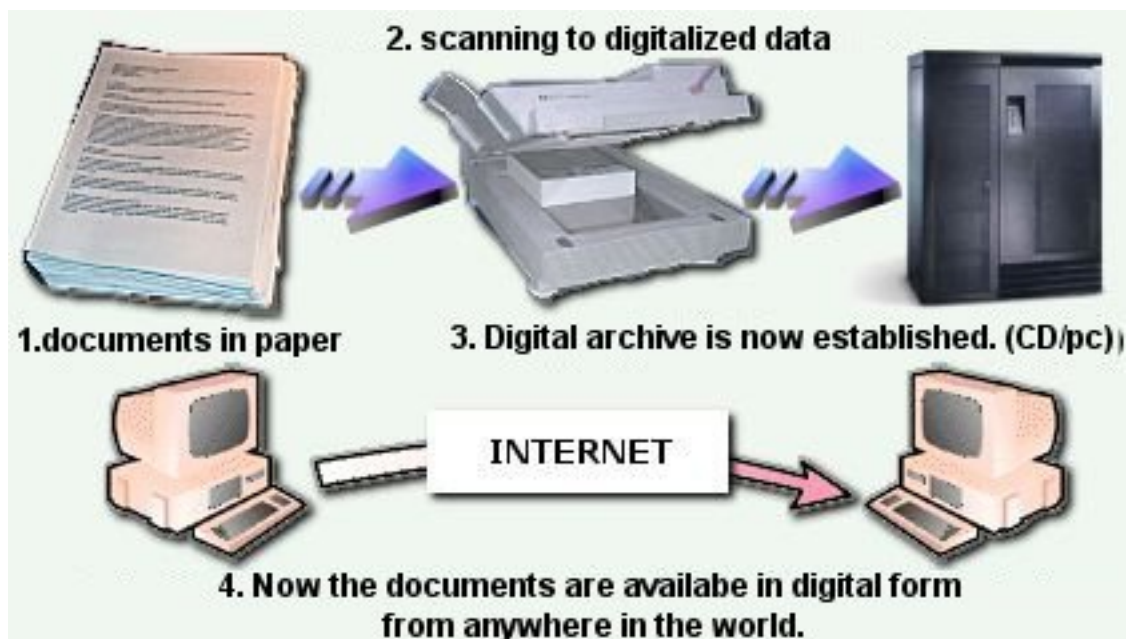 2. scanning to digitalized data
1.documents in paper
3. Digital archive is now established. (CD/pc)
INTERNET
4. Now the documents are availabe in digital form
from anywhere in the world.